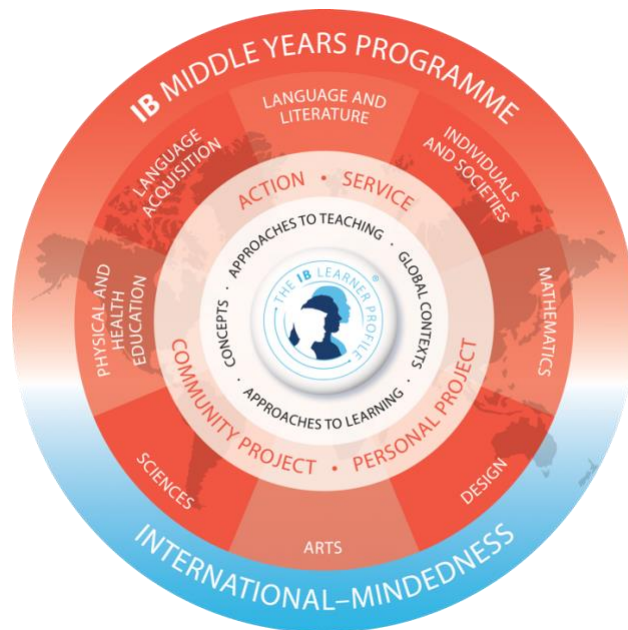 IB MIDDLE YEARS PROGRAMME
LANGUAGE AND
LITERATURE
INDIVIDUALS
AND SOCIETIES
MATHEMATICS
DESIGN
ARTS
SCIENCES
PHYSICAL AND
HEALTH
EDUCATION
LANGUAGE
ACQUISITION
ACTION • SERVICE
PERSONAL PROJECT •
COMMUNITY PROJECT
APPROACHES TO TEACHING ·
GLOBAL CONTEXTS ·
APPROACHES TO LEARNING ·
CONCEPTS ·
THE IB LEARNER PROFILE ®
INTERNATIONAL–MINDEDNESS